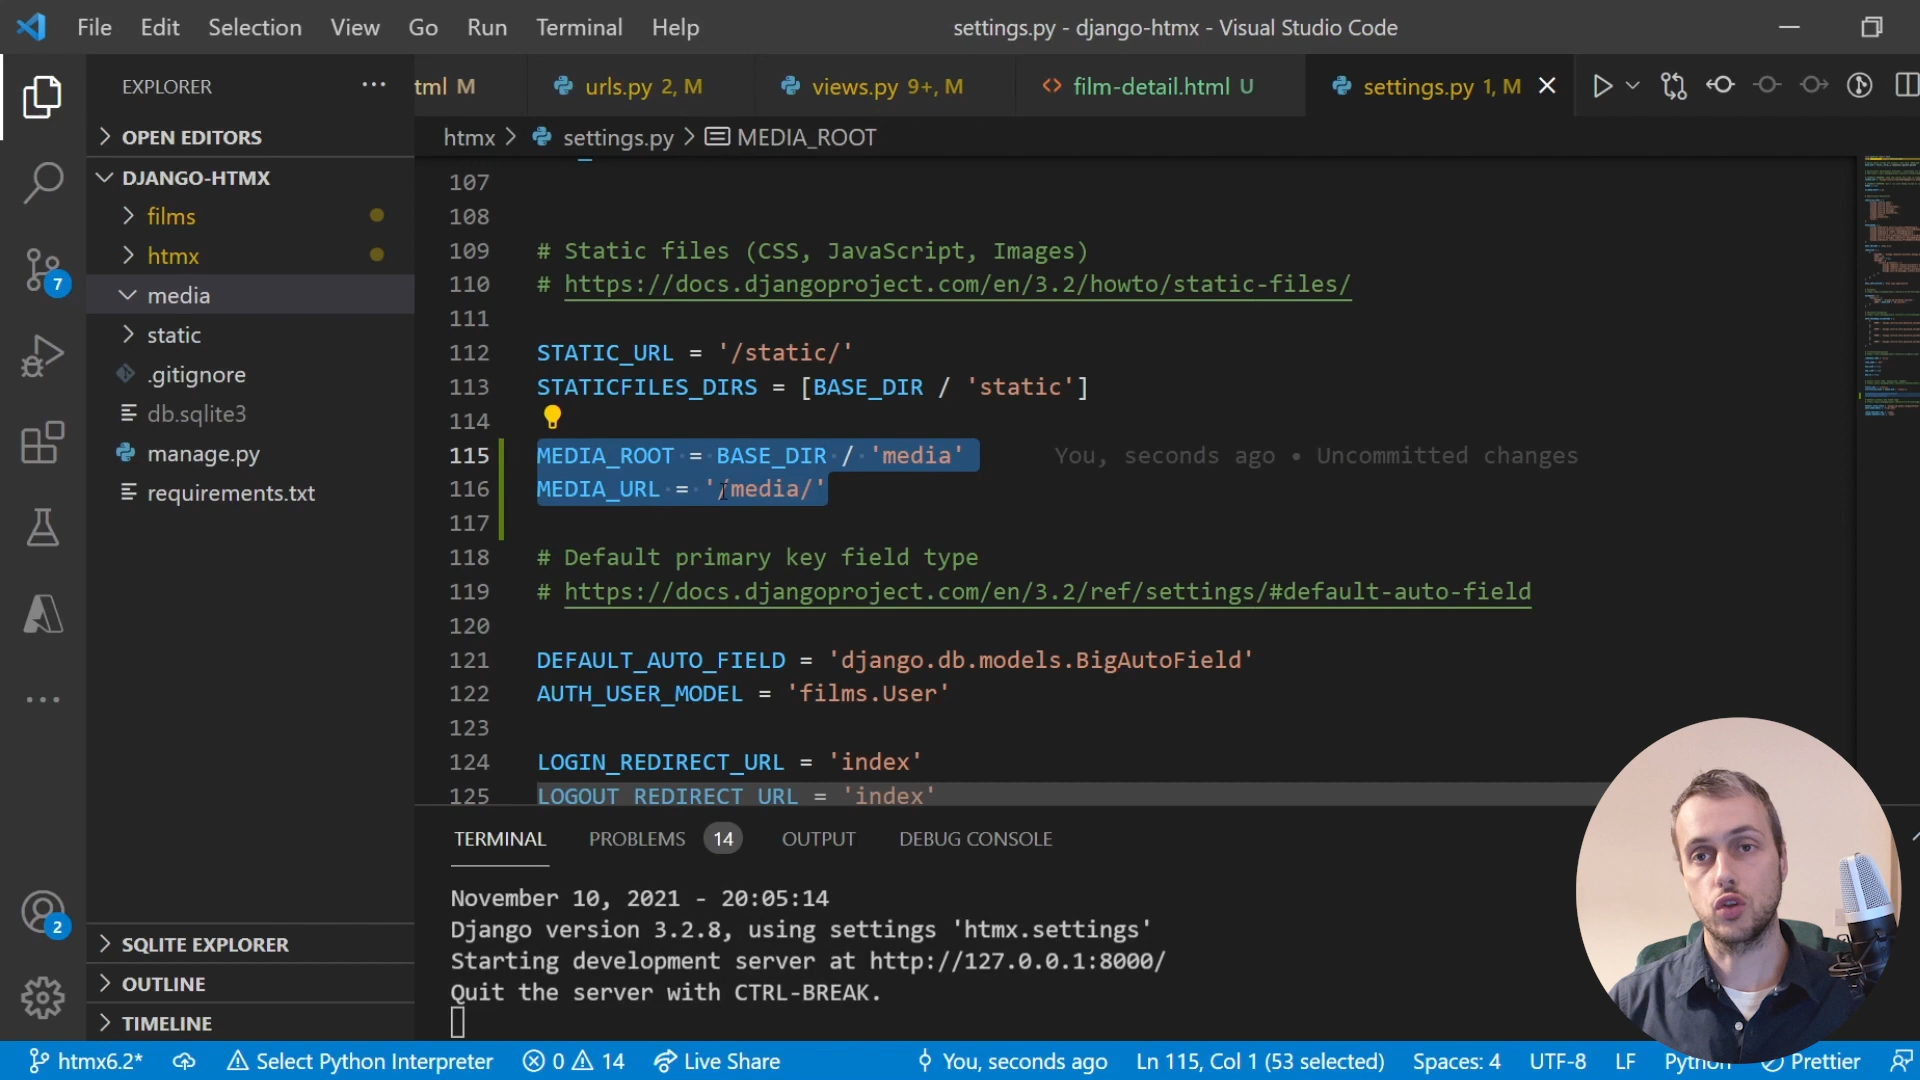 File Edit Selection View Go Run Terminal Help
settings.py - django-htmx - Visual Studio Code
EXPLORER
tml M
urls.py 2, M
views.py 9+, M
film-detail.html U
settings.py 1, M
OPEN EDITORS
htmx > settings.py > MEDIA_ROOT
DJANGO-HTMX
films
htmx
media
static
.gitignore
db.sqlite3
manage.py
requirements.txt
7
107
108
109 # Static files (CSS, JavaScript, Images)
110 # https://docs.djangoproject.com/en/3.2/howto/static-files/
111
112 STATIC_URL = '/static/'
113 STATICFILES_DIRS = [BASE_DIR / 'static']
114
115 MEDIA_ROOT = BASE_DIR / 'media' You, seconds ago • Uncommitted changes
116 MEDIA_URL = '/media/'
117
118 # Default primary key field type
119 # https://docs.djangoproject.com/en/3.2/ref/settings/#default-auto-field
120
121 DEFAULT_AUTO_FIELD = 'django.db.models.BigAutoField'
122 AUTH_USER_MODEL = 'films.User'
123
124 LOGIN_REDIRECT_URL = 'index'
125 LOGOUT_REDIRECT_URL = 'index'
TERMINAL PROBLEMS 14 OUTPUT DEBUG CONSOLE
November 10, 2021 - 20:05:14
Django version 3.2.8, using settings 'htmx.settings'
Starting development server at http://127.0.0.1:8000/
Quit the server with CTRL-BREAK.
2
SQLITE EXPLORER
OUTLINE
TIMELINE
htmx6.2* Select Python Interpreter 0 14 Live Share You, seconds ago Ln 115, Col 1 (53 selected) Spaces: 4 UTF-8 LF Python Prettier